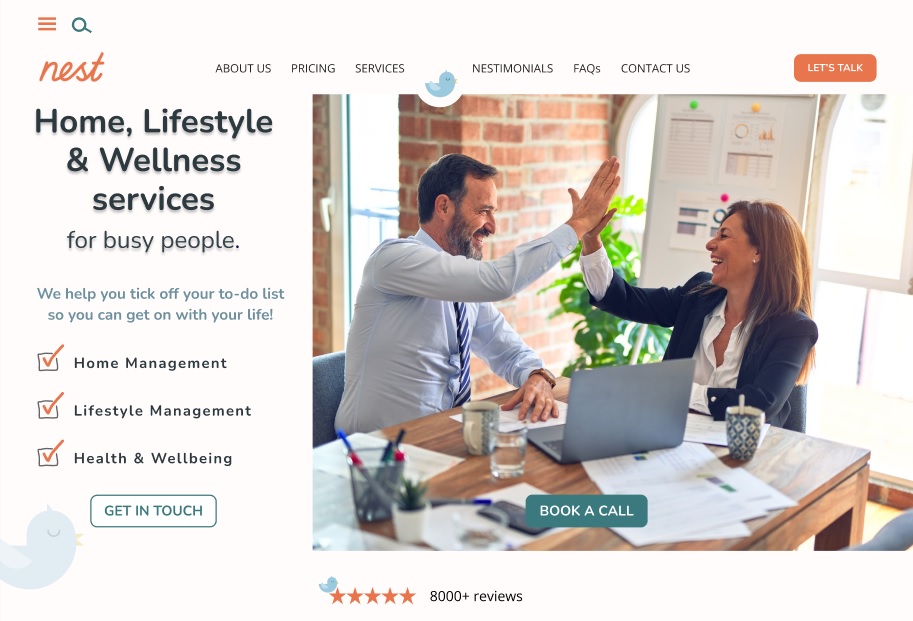 nest
ABOUT US
PRICING
SERVICES
NESTIMONIALS
FAQs
CONTACT US
LET'S TALK
Home, Lifestyle
& Wellness
services
for busy people.
We help you tick off your to-do list
so you can get on with your life!
Home Management
Lifestyle Management
Health & Wellbeing
GET IN TOUCH
BOOK A CALL
8000+ reviews